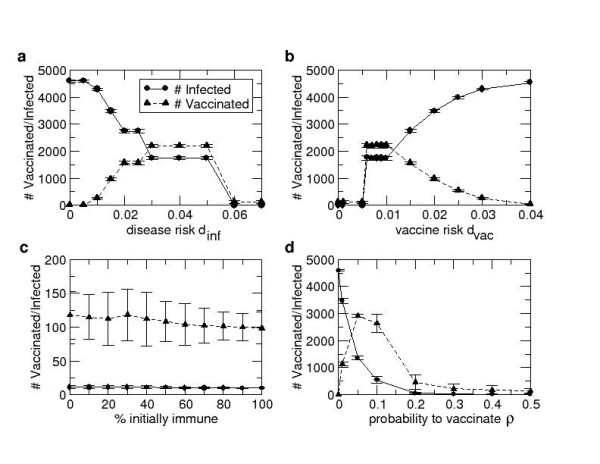 a
b
# Vaccinated/Infected
5000
4000
3000
2000
1000
0
# Infected
# Vaccinated
0 0.02 0.04 0.06
disease risk d_inf
# Vaccinated/Infected
5000
4000
3000
2000
1000
0
0 0.01 0.02 0.03 0.04
vaccine risk d_vac
c
d
# Vaccinated/Infected
200
150
100
50
0
0 20 40 60 80 100
% initially immune
# Vaccinated/Infected
5000
4000
3000
2000
1000
0
0 0.1 0.2 0.3 0.4 0.5
probability to vaccinate ρ